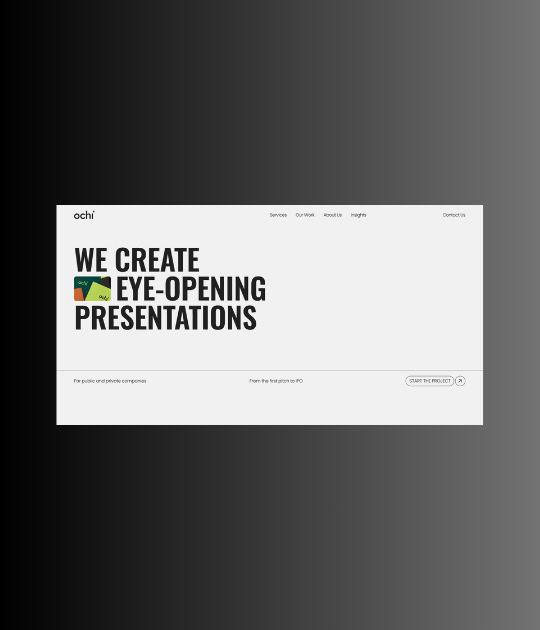 ochi
Services Our Work About Us Insights Contact Us
WE CREATE
EYE-OPENING
PRESENTATIONS
For public and private companies From the first pitch to IPO START THE PROJECT